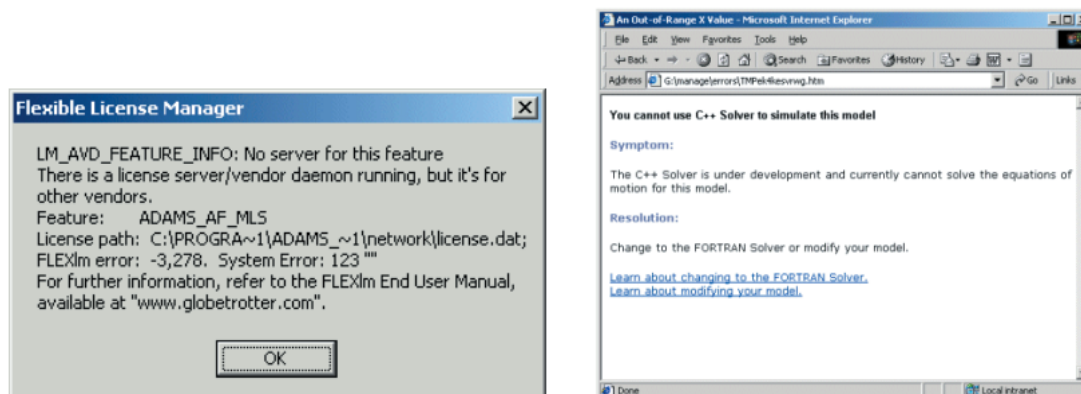 Flexible License Manager
LM_AVD_FEATURE_INFO: No server for this feature
There is a license server/vendor daemon running, but it's for
other vendors.
Feature: ADAMS_AF_MLS
License path: C:\PROGRA~1\ADAMS_~1\network\license.dat;
FLEXlm error: -3,278. System Error: 123 ""
For further information, refer to the FLEXlm End User Manual,
available at "www.globetrotter.com".
OK
An Out-of-Range X Value - Microsoft Internet Explorer
File Edit View Favorites Tools Help
Back Search Favorites History
Address G:\manage\errors\TMPek4kesvrwg.htm Go Links
You cannot use C++ Solver to simulate this model
Symptom:
The C++ Solver is under development and currently cannot solve the equations of
motion for this model.
Resolution:
Change to the FORTRAN Solver or modify your model.
Learn about changing to the FORTRAN Solver.
Learn about modifying your model.
Done Local intranet